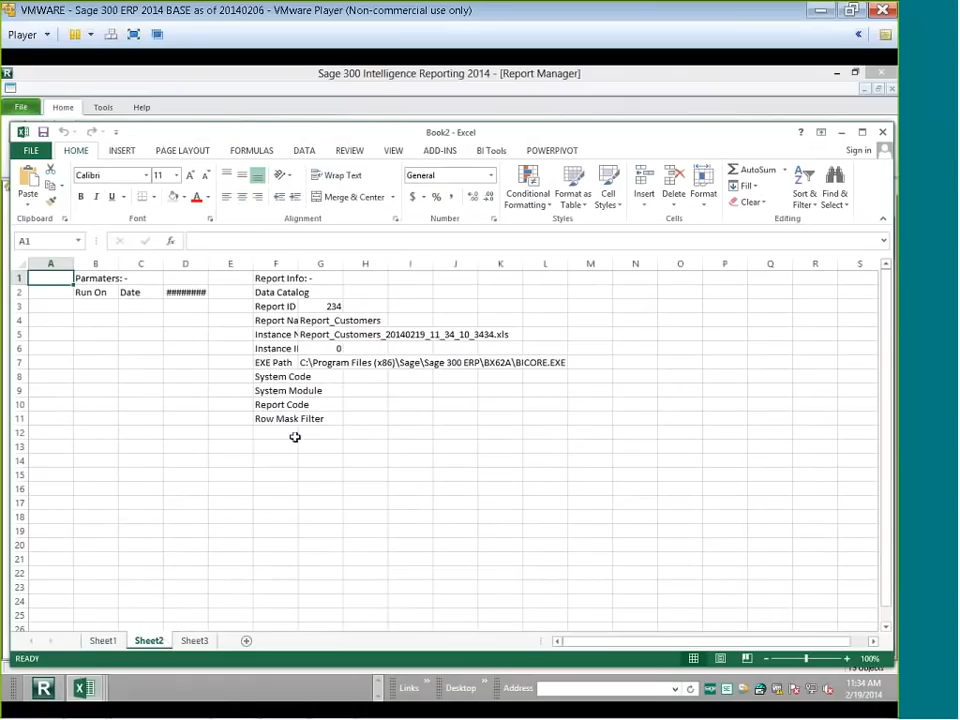 VMWARE - Sage 300 ERP 2014 BASE as of 20140206 - VMware Player (Non-commercial use only)
Player
Sage 300 Intelligence Reporting 2014 - [Report Manager]
File Home Tools Help
Book2 - Excel
FILE HOME INSERT PAGE LAYOUT FORMULAS DATA REVIEW VIEW ADD-INS BI Tools POWERPIVOT Sign in
Calibri 11 Wrap Text General AutoSum
Paste B I U Merge & Center $ % , Conditional Formatting Format as Table Cell Styles Insert Delete Format Fill Clear Sort & Filter Find & Select
Clipboard Font Alignment Number Styles Cells Editing
A1 fx
A B C D E F G H I J K L M N O P Q R S
1 Parmaters: - Report Info: -
2 Run On Date ######## Data Catalog
3 Report ID 234
4 Report Na Report_Customers
5 Instance N Report_Customers_20140219_11_34_10_3434.xls
6 Instance II 0
7 EXE Path C:\Program Files (x86)\Sage\Sage 300 ERP\BX62A\BICORE.EXE
8 System Code
9 System Module
10 Report Code
11 Row Mask Filter
12
13
14
15
16
17
18
19
20
21
22
23
24
25
26
Sheet1 Sheet2 Sheet3
READY 100%
Links Desktop Address
11:34 AM
2/19/2014